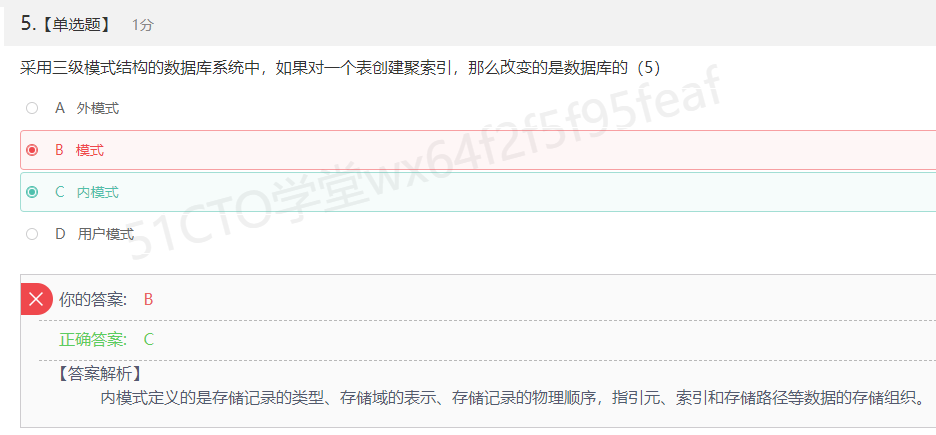 5.【单选题】 1分
采用三级模式结构的数据库系统中，如果对一个表创建聚索引，那么改变的是数据库的（5）
A 外模式
B 模式
C 内模式
D 用户模式
51CTO学堂wx64f2f5f95feaf
你的答案: B
正确答案: C
【答案解析】
内模式定义的是存储记录的类型、存储域的表示、存储记录的物理顺序，指引元、索引和存储路径等数据的存储组织。